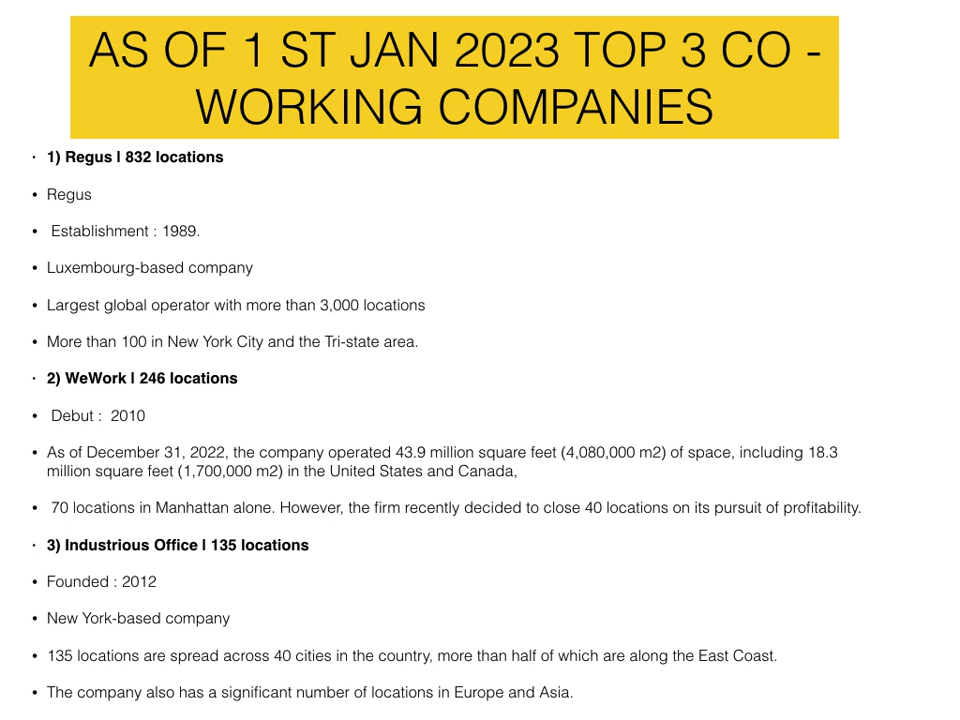 AS OF 1 ST JAN 2023 TOP 3 CO -
WORKING COMPANIES
• 1) Regus | 832 locations
• Regus
• Establishment : 1989.
• Luxembourg-based company
• Largest global operator with more than 3,000 locations
• More than 100 in New York City and the Tri-state area.
• 2) WeWork | 246 locations
• Debut : 2010
• As of December 31, 2022, the company operated 43.9 million square feet (4,080,000 m2) of space, including 18.3
million square feet (1,700,000 m2) in the United States and Canada,
• 70 locations in Manhattan alone. However, the firm recently decided to close 40 locations on its pursuit of profitability.
• 3) Industrious Office | 135 locations
• Founded : 2012
• New York-based company
• 135 locations are spread across 40 cities in the country, more than half of which are along the East Coast.
• The company also has a significant number of locations in Europe and Asia.